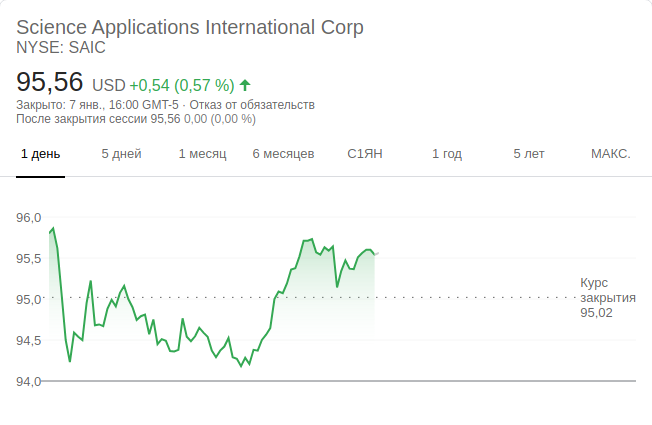 Science Applications International Corp
NYSE: SAIC
95,56 USD +0,54 (0,57 %)
Закрыто: 7 янв., 16:00 GMT-5 · Отказ от обязательств
После закрытия сессии 95,56 0,00 (0,00 %)
1 день 5 дней 1 месяц 6 месяцев С1ЯН 1 год 5 лет МАКС.
96,0
95,5
95,0
94,5
94,0
Курс
закрытия
95,02